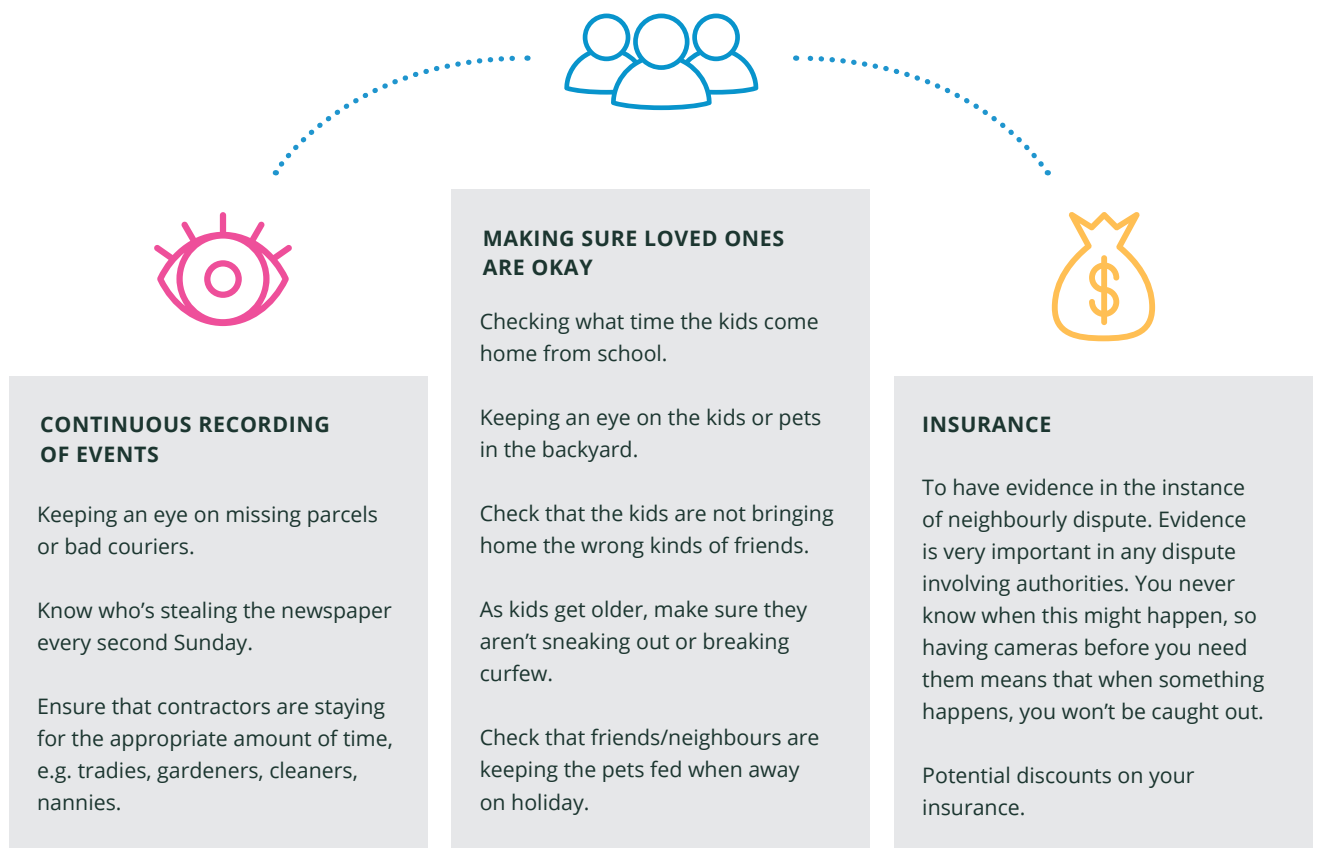 CONTINUOUS RECORDING
OF EVENTS
Keeping an eye on missing parcels
or bad couriers.
Know who’s stealing the newspaper
every second Sunday.
Ensure that contractors are staying
for the appropriate amount of time,
e.g. tradies, gardeners, cleaners,
nannies.
MAKING SURE LOVED ONES
ARE OKAY
Checking what time the kids come
home from school.
Keeping an eye on the kids or pets
in the backyard.
Check that the kids are not bringing
home the wrong kinds of friends.
As kids get older, make sure they
aren’t sneaking out or breaking
curfew.
Check that friends/neighbours are
keeping the pets fed when away
on holiday.
$
INSURANCE
To have evidence in the instance
of neighbourly dispute. Evidence
is very important in any dispute
involving authorities. You never
know when this might happen, so
having cameras before you need
them means that when something
happens, you won’t be caught out.
Potential discounts on your
insurance.